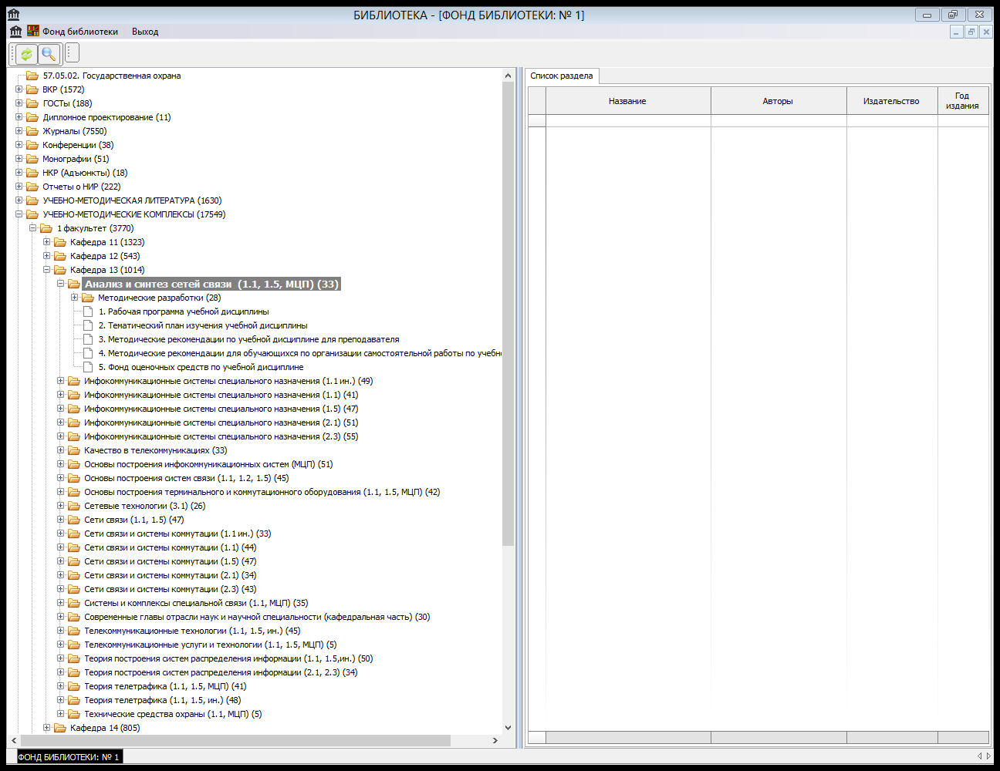 БИБЛИОТЕКА - [ФОНД БИБЛИОТЕКИ: № 1]
Фонд библиотеки Выход
57.05.02. Государственная охрана
ВКР (1572)
ГОСТы (188)
Дипломное проектирование (11)
Журналы (7550)
Конференции (38)
Монографии (51)
НКР (Адъюнкты) (18)
Отчеты о НИР (222)
УЧЕБНО-МЕТОДИЧЕСКАЯ ЛИТЕРАТУРА (1630)
УЧЕБНО-МЕТОДИЧЕСКИЕ КОМПЛЕКСЫ (17549)
1 факультет (3770)
Кафедра 11 (1323)
Кафедра 12 (543)
Кафедра 13 (1014)
Анализ и синтез сетей связи (1.1, 1.5, МЦП) (33)
Методические разработки (28)
1. Рабочая программа учебной дисциплины
2. Тематический план изучения учебной дисциплины
3. Методические рекомендации по учебной дисциплине для преподавателя
4. Методические рекомендации для обучающихся по организации самостоятельной работы по учебн
5. Фонд оценочных средств по учебной дисциплине
Инфокоммуникационные системы специального назначения (1.1 ин.) (49)
Инфокоммуникационные системы специального назначения (1.1) (41)
Инфокоммуникационные системы специального назначения (1.5) (47)
Инфокоммуникационные системы специального назначения (2.1) (51)
Инфокоммуникационные системы специального назначения (2.3) (55)
Качество в телекоммуникациях (33)
Основы построения инфокоммуникационных систем (МЦП) (51)
Основы построения систем связи (1.1, 1.2, 1.5) (45)
Основы построения терминального и коммутационного оборудования (1.1, 1.5, МЦП) (42)
Сетевые технологии (3.1) (26)
Сети связи (1.1, 1.5) (47)
Сети связи и системы коммутации (1.1 ин.) (33)
Сети связи и системы коммутации (1.1) (44)
Сети связи и системы коммутации (1.5) (47)
Сети связи и системы коммутации (2.1) (34)
Сети связи и системы коммутации (2.3) (43)
Системы и комплексы специальной связи (1.1, МЦП) (35)
Современные главы отрасли наук и научной специальности (кафедральная часть) (30)
Телекоммуникационные технологии (1.1, 1.5, ин.) (45)
Телекоммуникационные услуги и технологии (1.1, 1.5, МЦП) (5)
Теория построения систем распределения информации (1.1, 1.5,ин.) (50)
Теория построения систем распределения информации (2.1, 2.3) (34)
Теория телетрафика (1.1, 1.5, МЦП) (41)
Теория телетрафика (1.1, 1.5, ин.) (48)
Технические средства охраны (1.1, МЦП) (5)
Кафедра 14 (805)
Список раздела
Название Авторы Издательство Год издания
ФОНД БИБЛИОТЕКИ: № 1